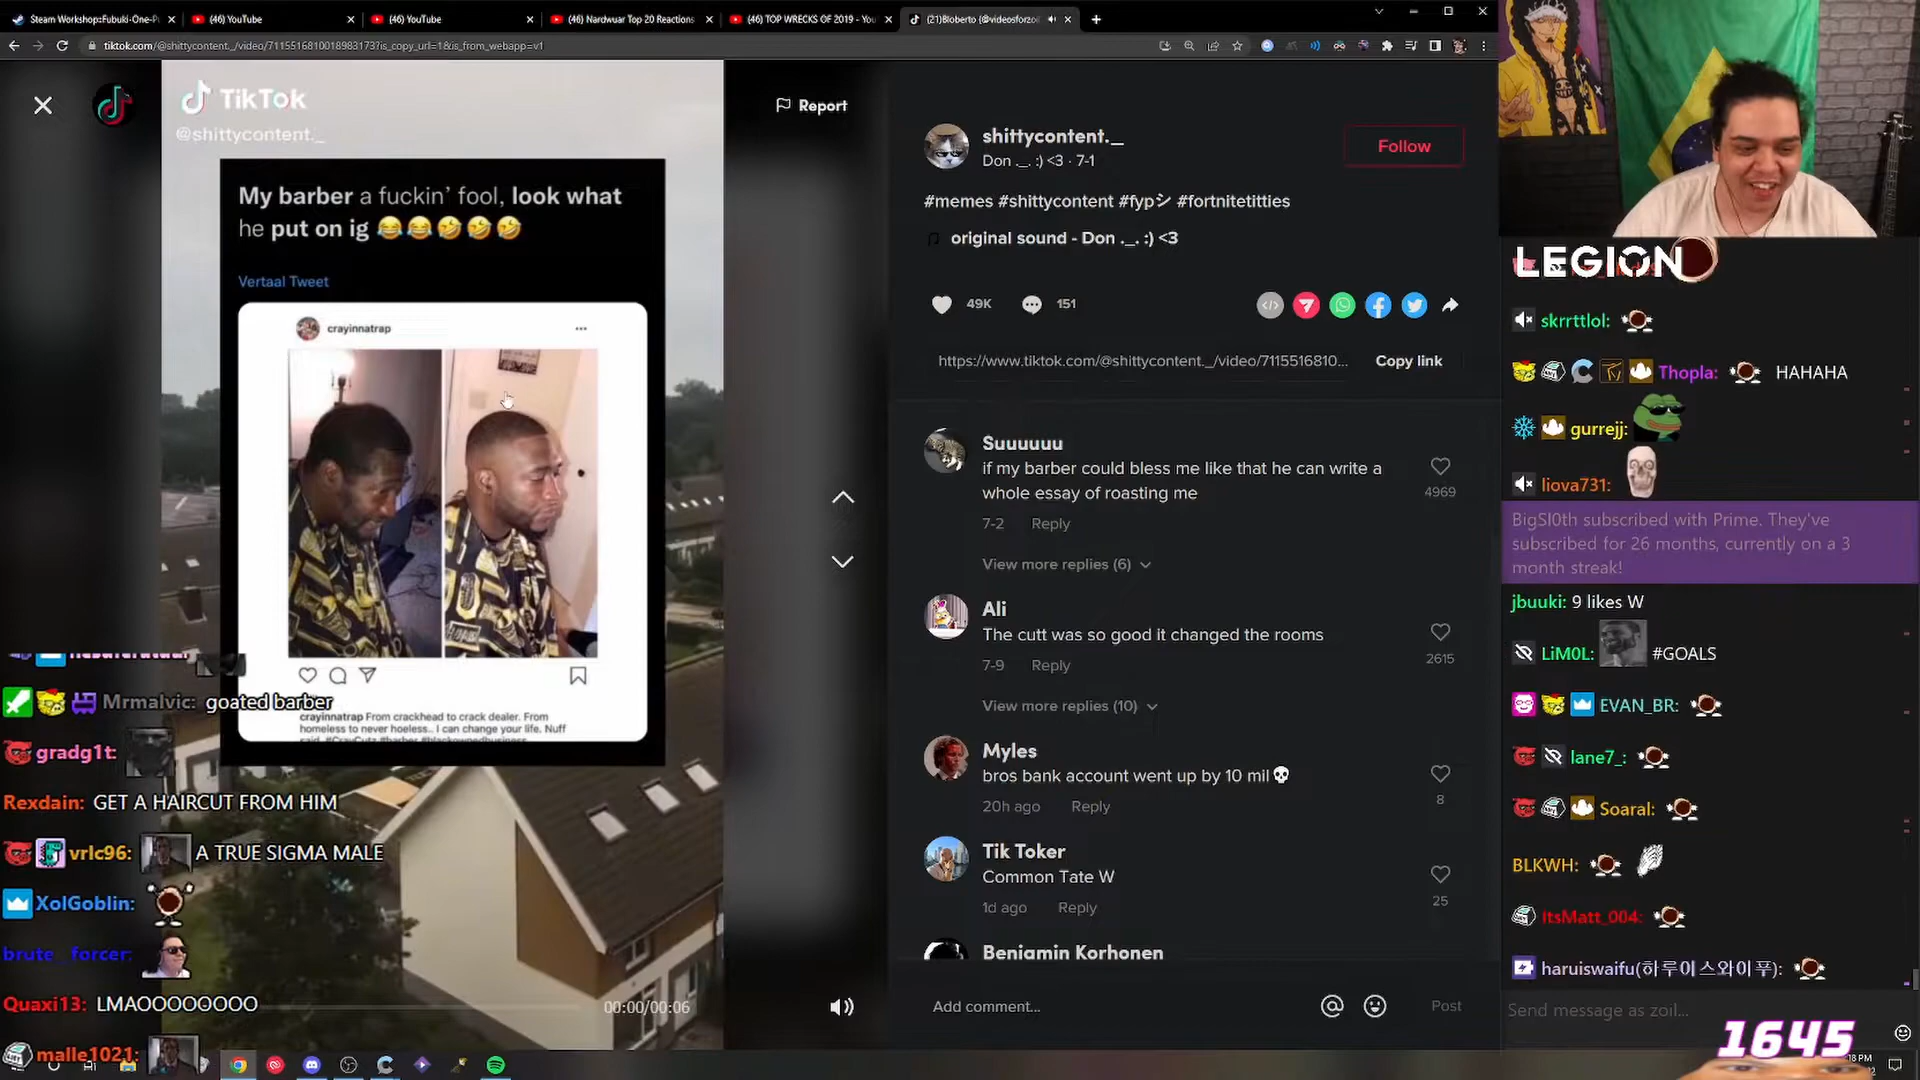 Steam Workshop:Fubuki-One-P
(46) YouTube
(46) YouTube
(46) Nardwuar Top 20 Reactions
(46) TOP WRECKS OF 2019 - You
(21)Bloberto (@videosforzoi
tiktok.com/@shittycontent._/video/7115516810018983173?is_copy_url=1&is_from_webapp=v1
TikTok
@shittycontent._
Report
My barber a fuckin' fool, look what
he put on ig 😂😂🤣🤣🤣
Vertaal Tweet
crayinnatrap
crayinnatrap From crackhead to crack dealer. From
homeless to never hoeless.. I can change your life. Nuff
said. #CrayCutz #barber #blackownedbusiness
Mrmalvic: goated barber
gradg1t:
Rexdain: GET A HAIRCUT FROM HIM
vrlc96: A TRUE SIGMA MALE
XolGoblin:
brute_forcer:
Quaxi13: LMAOOOOOOOO
malle1021:
00:00/00:06
shittycontent._
Don ._. :) <3 · 7-1
Follow
#memes #shittycontent #fypシ #fortnitetitties
original sound - Don ._. :) <3
49K
151
https://www.tiktok.com/@shittycontent._/video/7115516810...
Copy link
Suuuuuu
if my barber could bless me like that he can write a
whole essay of roasting me
4969
7-2 Reply
View more replies (6)
Ali
The cutt was so good it changed the rooms
2615
7-9 Reply
View more replies (10)
Myles
bros bank account went up by 10 mil💀
8
20h ago Reply
Tik Toker
Common Tate W
25
1d ago Reply
Benjamin Korhonen
Add comment...
Post
LEGION
skrrttlol:
Thopla: HAHAHA
gurrejj:
liova731:
BigSl0th subscribed with Prime. They've
subscribed for 26 months, currently on a 3
month streak!
jbuuki: 9 likes W
LiM0L: #GOALS
EVAN_BR:
lane7_:
Soaral:
BLKWH:
itsMatt_004:
haruiswaifu(하루이스와이푸):
Send message as zoil...
1645